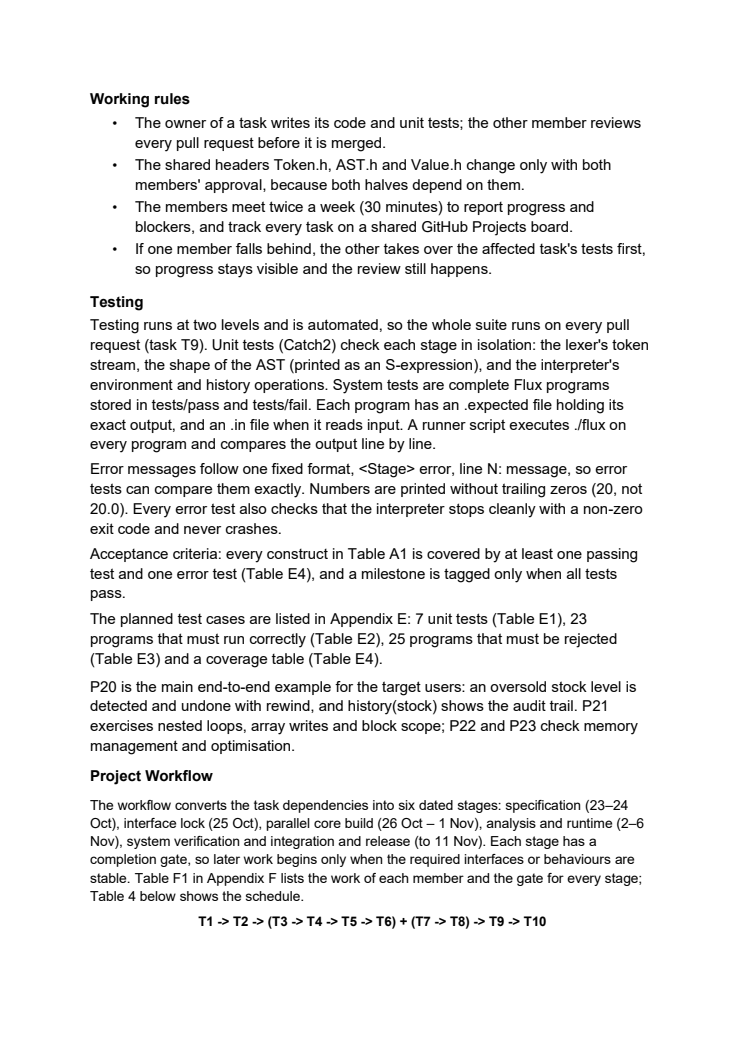 Working rules
• The owner of a task writes its code and unit tests; the other member reviews
every pull request before it is merged.
• The shared headers Token.h, AST.h and Value.h change only with both
members' approval, because both halves depend on them.
• The members meet twice a week (30 minutes) to report progress and
blockers, and track every task on a shared GitHub Projects board.
• If one member falls behind, the other takes over the affected task's tests first,
so progress stays visible and the review still happens.
Testing
Testing runs at two levels and is automated, so the whole suite runs on every pull
request (task T9). Unit tests (Catch2) check each stage in isolation: the lexer's token
stream, the shape of the AST (printed as an S-expression), and the interpreter's
environment and history operations. System tests are complete Flux programs
stored in tests/pass and tests/fail. Each program has an .expected file holding its
exact output, and an .in file when it reads input. A runner script executes ./flux on
every program and compares the output line by line.
Error messages follow one fixed format, <Stage> error, line N: message, so error
tests can compare them exactly. Numbers are printed without trailing zeros (20, not
20.0). Every error test also checks that the interpreter stops cleanly with a non-zero
exit code and never crashes.
Acceptance criteria: every construct in Table A1 is covered by at least one passing
test and one error test (Table E4), and a milestone is tagged only when all tests
pass.
The planned test cases are listed in Appendix E: 7 unit tests (Table E1), 23
programs that must run correctly (Table E2), 25 programs that must be rejected
(Table E3) and a coverage table (Table E4).
P20 is the main end-to-end example for the target users: an oversold stock level is
detected and undone with rewind, and history(stock) shows the audit trail. P21
exercises nested loops, array writes and block scope; P22 and P23 check memory
management and optimisation.
Project Workflow
The workflow converts the task dependencies into six dated stages: specification (23–24
Oct), interface lock (25 Oct), parallel core build (26 Oct – 1 Nov), analysis and runtime (2–6
Nov), system verification and integration and release (to 11 Nov). Each stage has a
completion gate, so later work begins only when the required interfaces or behaviours are
stable. Table F1 in Appendix F lists the work of each member and the gate for every stage;
Table 4 below shows the schedule.
T1 -> T2 -> (T3 -> T4 -> T5 -> T6) + (T7 -> T8) -> T9 -> T10